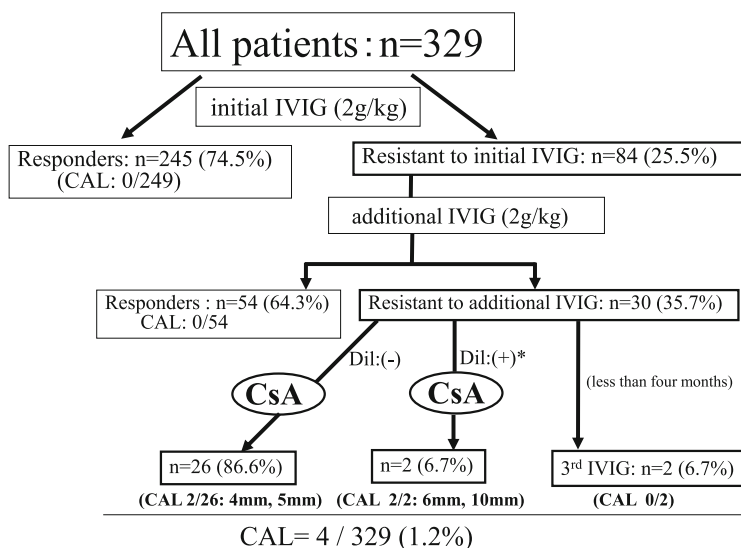 All patients: n=329
initial IVIG (2g/kg)
Responders: n=245 (74.5%)
(CAL: 0/249)
Resistant to initial IVIG: n=84 (25.5%)
additional IVIG (2g/kg)
Responders : n=54 (64.3%)
CAL: 0/54
Resistant to additional IVIG: n=30 (35.7%)
Dil:(-)
Dil:(+)*
CsA
CsA
(less than four months)
n=26 (86.6%)
n=2 (6.7%)
3rd IVIG: n=2 (6.7%)
(CAL 2/26: 4mm, 5mm)
(CAL 2/2: 6mm, 10mm)
(CAL 0/2)
CAL= 4 / 329 (1.2%)